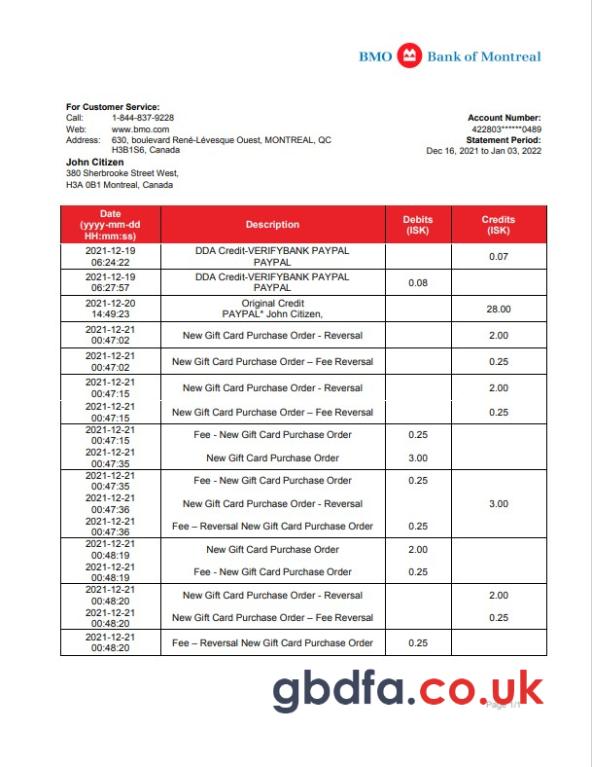 BMO Bank of Montreal
For Customer Service:
Call: 1-844-837-9228
Web: www.bmo.com
Address: 630, boulevard René-Lévesque Ouest, MONTREAL, QC
H3B1S6, Canada
Account Number:
422803******0489
Statement Period:
Dec 16, 2021 to Jan 03, 2022
John Citizen
380 Sherbrooke Street West,
H3A 0B1 Montreal, Canada
Date
(yyyy-mm-dd
HH:mm:ss)
Description
Debits
(ISK)
Credits
(ISK)
2021-12-19
06:24:22
DDA Credit-VERIFYBANK PAYPAL
PAYPAL
0.07
2021-12-19
06:27:57
DDA Credit-VERIFYBANK PAYPAL
PAYPAL
0.08
2021-12-20
14:49:23
Original Credit
PAYPAL* John Citizen,
28.00
2021-12-21
00:47:02
New Gift Card Purchase Order - Reversal
2.00
2021-12-21
00:47:02
New Gift Card Purchase Order – Fee Reversal
0.25
2021-12-21
00:47:15
New Gift Card Purchase Order - Reversal
2.00
2021-12-21
00:47:15
New Gift Card Purchase Order – Fee Reversal
0.25
2021-12-21
00:47:15
Fee - New Gift Card Purchase Order
0.25
2021-12-21
00:47:35
New Gift Card Purchase Order
3.00
2021-12-21
00:47:35
Fee - New Gift Card Purchase Order
0.25
2021-12-21
00:47:36
New Gift Card Purchase Order - Reversal
3.00
2021-12-21
00:47:36
Fee – Reversal New Gift Card Purchase Order
0.25
2021-12-21
00:48:19
New Gift Card Purchase Order
2.00
2021-12-21
00:48:19
Fee - New Gift Card Purchase Order
0.25
2021-12-21
00:48:20
New Gift Card Purchase Order - Reversal
2.00
2021-12-21
00:48:20
New Gift Card Purchase Order – Fee Reversal
0.25
2021-12-21
00:48:20
Fee – Reversal New Gift Card Purchase Order
0.25
gbdfa.co.uk
Page 1/1